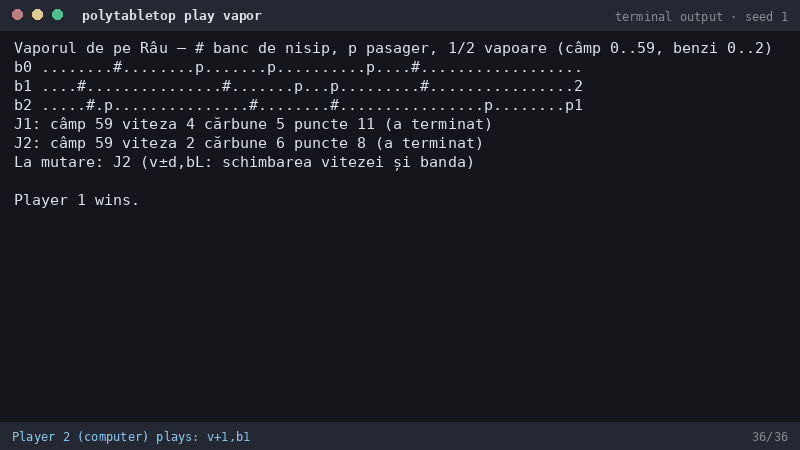 polytabletop play vapor
terminal output · seed 1
Vaporul de pe Râu — # banc de nisip, p pasager, 1/2 vapoare (câmp 0..59, benzi 0..2)
b0 ........#........p.......p..........p....#..................
b1 ....#...............#.......p...p.........#................2
b2 .....#.p...............#........#................p........p1
J1: câmp 59 viteza 4 cărbune 5 puncte 11 (a terminat)
J2: câmp 59 viteza 2 cărbune 6 puncte 8 (a terminat)
La mutare: J2 (v±d,bL: schimbarea vitezei și banda)
Player 1 wins.
Player 2 (computer) plays: v+1,b1
36/36